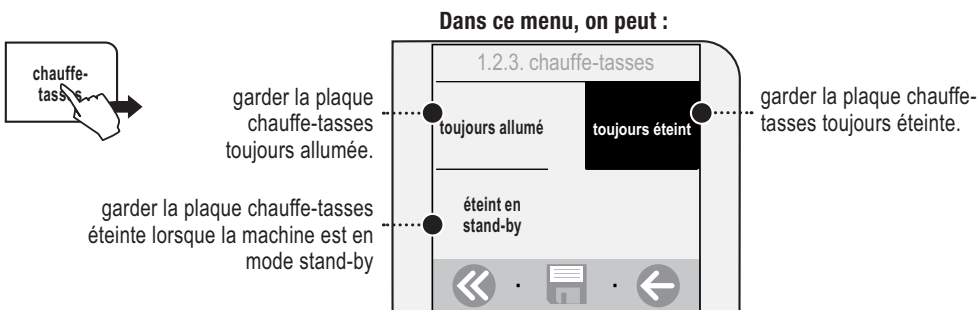 Dans ce menu, on peut :
chauffe-
tasses
1.2.3. chauffe-tasses
garder la plaque
chauffe-tasses
toujours allumée.
toujours allumé
toujours éteint
garder la plaque chauffe-
tasses toujours éteinte.
garder la plaque chauffe-tasses
éteinte lorsque la machine est en
mode stand-by
éteint en
stand-by